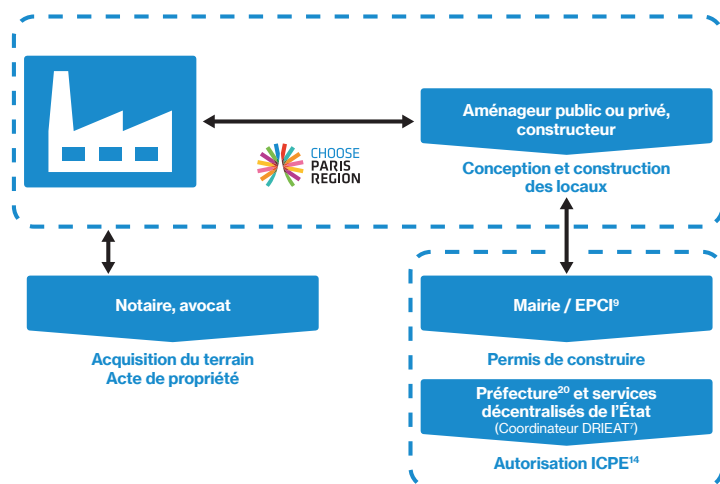 CHOOSE
PARIS
REGION
Aménageur public ou privé,
constructeur
Conception et construction
des locaux
Notaire, avocat
Acquisition du terrain
Acte de propriété
Mairie / EPCI⁹
Permis de construire
Préfecture²⁰ et services
décentralisés de l’État
(Coordinateur DRIEAT⁷)
Autorisation ICPE¹⁴